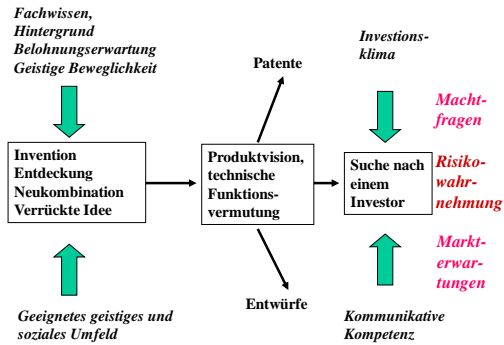 Fachwissen,
Hintergrund
Belohnungserwartung
Geistige Beweglichkeit
Investions-
klima
Patente
Macht-
fragen
Invention
Entdeckung
Neukombination
Verrückte Idee
Produktvision,
technische
Funktions-
vermutung
Suche nach
einem
Investor
Risiko-
wahr-
nehmung
Markt-
erwar-
tungen
Entwürfe
Geeignetes geistiges und
soziales Umfeld
Kommunikative
Kompetenz